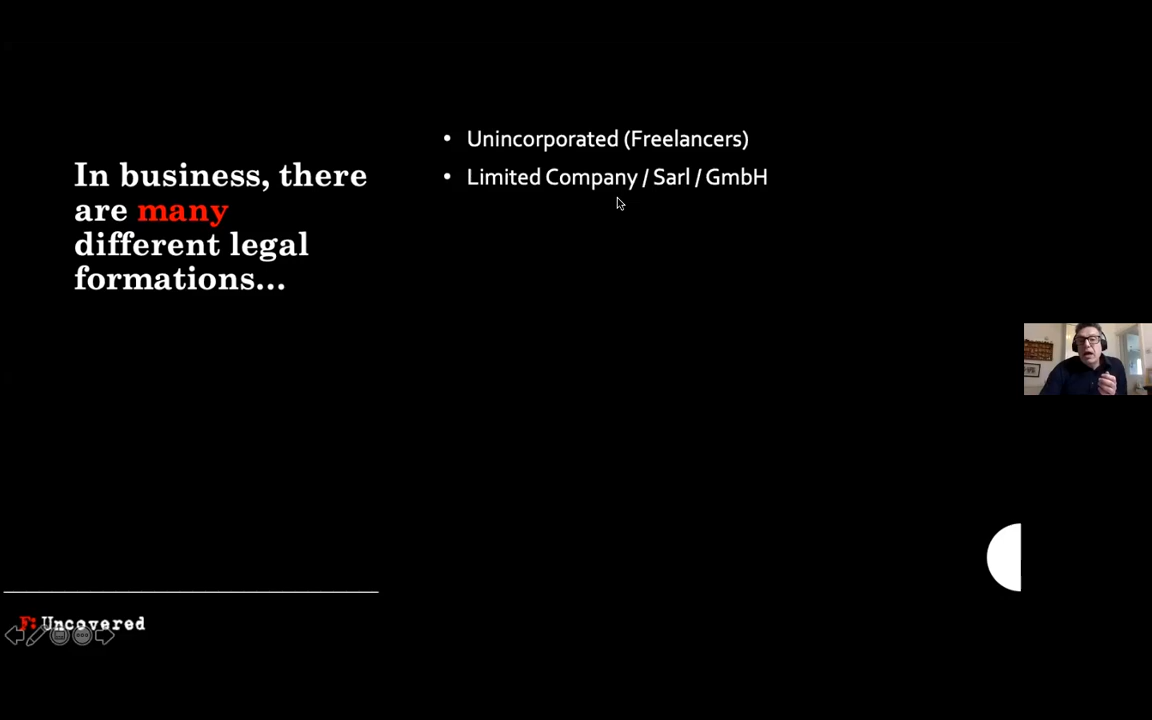 In business, there
are many
different legal
formations...
• Unincorporated (Freelancers)
• Limited Company / Sarl / GmbH
F: Uncovered